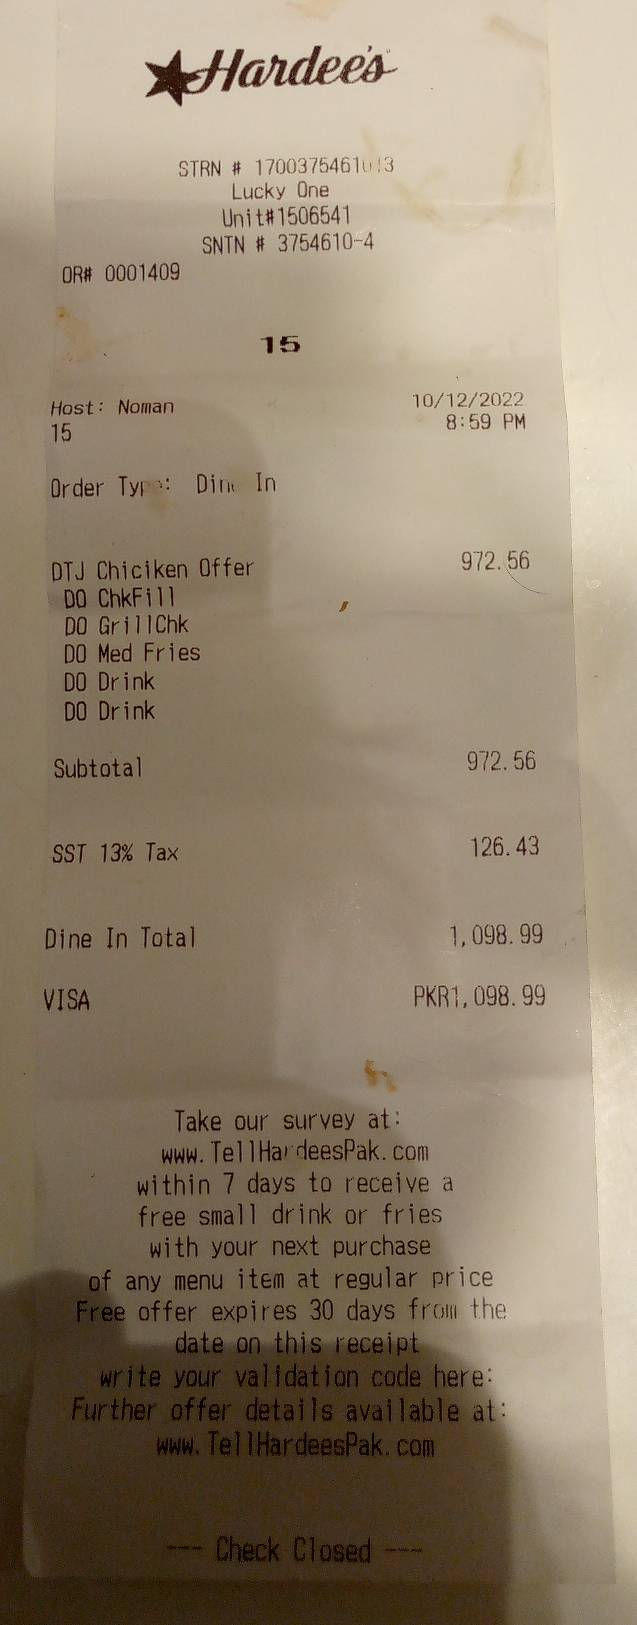 Hardee's
STRN #
Lucky One
Unit#1506541
SNTN # 3754610-4
OR# 0001409
15
Host: Noman 10/12/2022
15 8:59 PM
Order Type: Dine In
DTJ Chiciken Offer 972.56
DO ChkFill
DO GrillChk
DO Med Fries
DO Drink
DO Drink
Subtotal 972.56
SST 13% Tax 126.43
Dine In Total 1,098.99
VISA PKR1,098.99
Take our survey at:
www.TellHardeesPak.com
within 7 days to receive a
free small drink or fries
with your next purchase
of any menu item at regular price
Free offer expires 30 days from the
date on this receipt
write your validation code here:
Further offer details available at:
www.TellHardeesPak.com
--- Check Closed ---